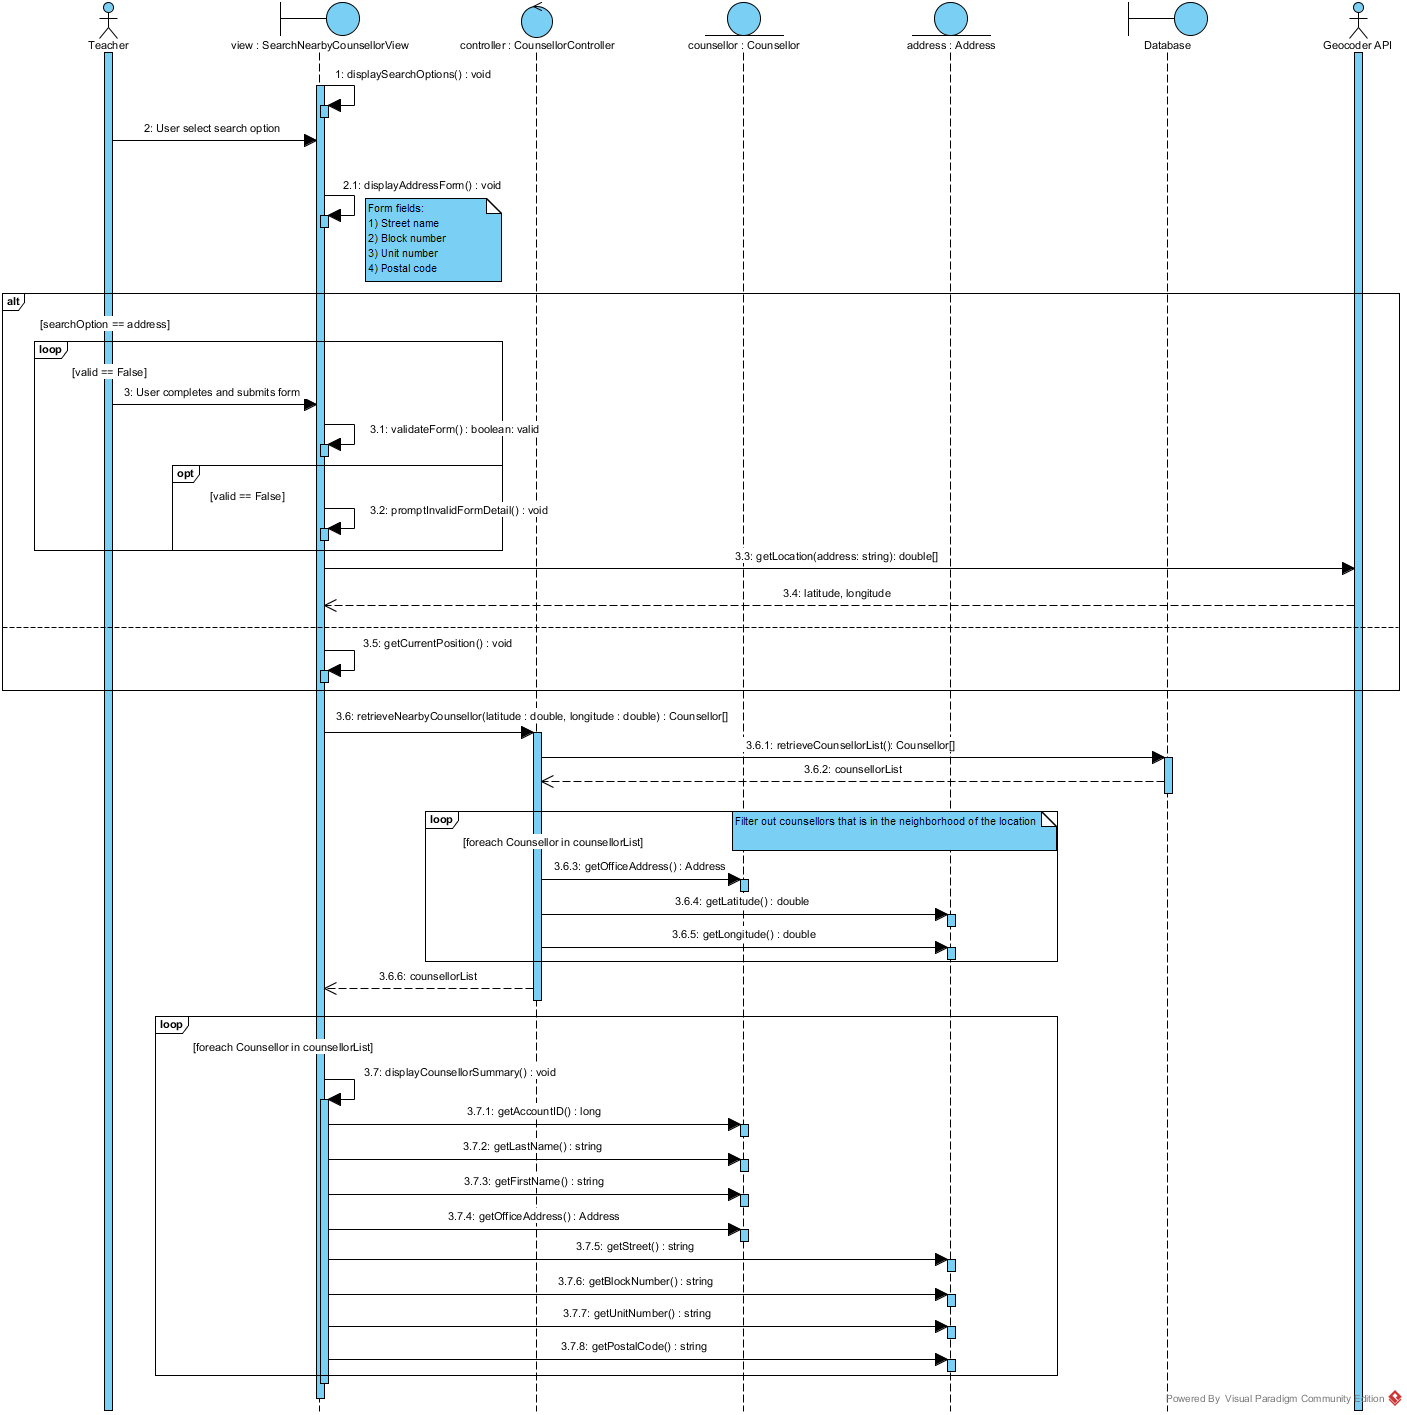 Teacher
view : SearchNearbyCounsellorView
controller : CounsellorController
counsellor : Counsellor
address : Address
Database
Geocoder API
1: displaySearchOptions() : void
2: User select search option
2.1: displayAddressForm() : void
Form fields:
1) Street name
2) Block number
3) Unit number
4) Postal code
alt
[searchOption == address]
loop
[valid == False]
3: User completes and submits form
3.1: validateForm() : boolean: valid
opt
[valid == False]
3.2: promptInvalidFormDetail() : void
3.3: getLocation(address: string): double[]
3.4: latitude, longitude
3.5: getCurrentPosition() : void
3.6: retrieveNearbyCounsellor(latitude : double, longitude : double) : Counsellor[]
3.6.1: retrieveCounsellorList(): Counsellor[]
3.6.2: counsellorList
loop
Filter out counsellors that is in the neighborhood of the location
[foreach Counsellor in counsellorList]
3.6.3: getOfficeAddress() : Address
3.6.4: getLatitude() : double
3.6.5: getLongitude() : double
3.6.6: counsellorList
loop
[foreach Counsellor in counsellorList]
3.7: displayCounsellorSummary() : void
3.7.1: getAccountID() : long
3.7.2: getLastName() : string
3.7.3: getFirstName() : string
3.7.4: getOfficeAddress() : Address
3.7.5: getStreet() : string
3.7.6: getBlockNumber() : string
3.7.7: getUnitNumber() : string
3.7.8: getPostalCode() : string
Powered By Visual Paradigm Community Edition